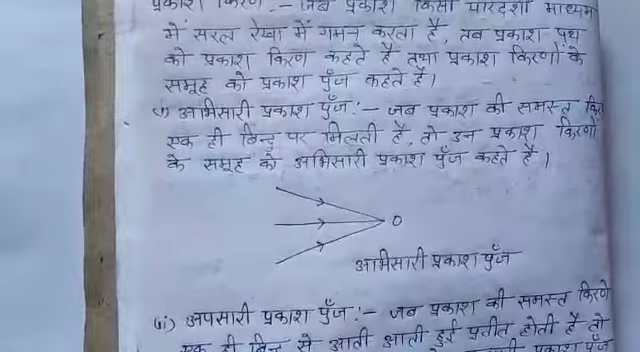 प्रकाश किरण :- जब प्रकाश किसी पारदर्शी माध्यम
में सरल रेखा में गमन करता है, तब प्रकाश पथ
को प्रकाश किरण कहते है तथा प्रकाश किरणों के
समूह को प्रकाश पुँज कहते हैं।
(i) अभिसारी प्रकाश पुँज :- जब प्रकाश की समस्त
एक ही बिन्दु पर मिलती है, तो उन प्रकाश किरणों
के समूह को अभिसारी प्रकाश पुँज कहते है।
O
अभिसारी प्रकाश पुँज
(ii) अपसारी प्रकाश पुँज :- जब प्रकाश की समस्त किरणे
एक ही बिन्दु से आती आती हुई प्रतीत होती है तो
प्रकाश पुँज